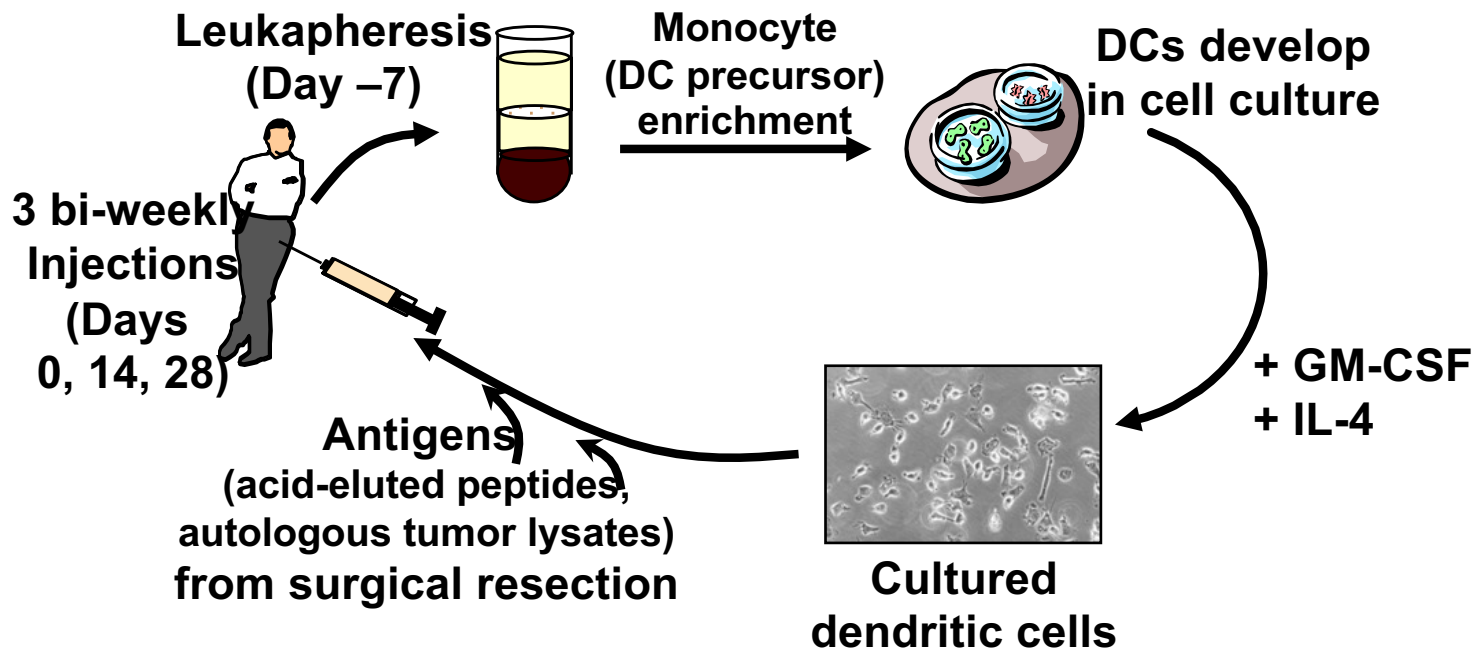 Leukapheresis
(Day –7)
Monocyte
(DC precursor)
enrichment
DCs develop
in cell culture
+ GM-CSF
+ IL-4
Cultured
dendritic cells
Antigens
(acid-eluted peptides,
autologous tumor lysates)
from surgical resection
3 bi-weekly
Injections
(Days
0, 14, 28)